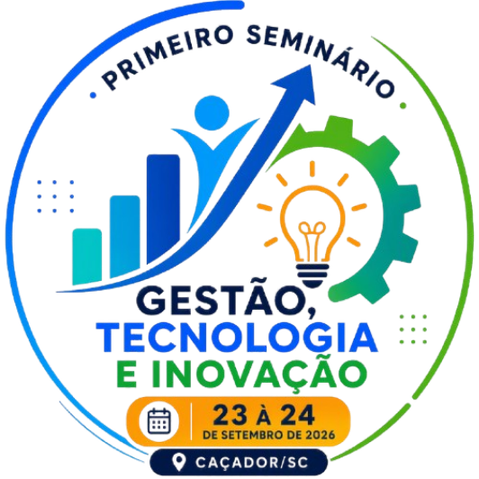 PRIMEIRO SEMINÁRIO
GESTÃO,
TECNOLOGIA
E INOVAÇÃO
23 À 24
DE SETEMBRO DE 2026
CAÇADOR/SC